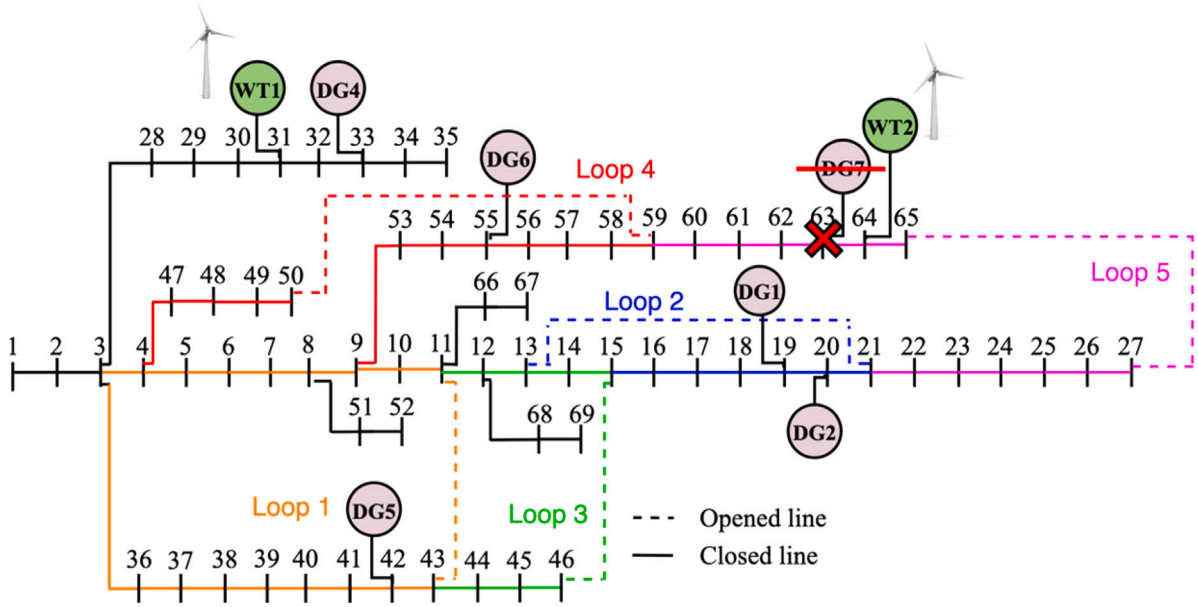 WT1 DG4
WT2
28 29 30 31 32 33 34 35
DG6
DG7
Loop 4
53 54 55 56 57 58 59 60 61 62 63 64 65
47 48 49 50
66 67
Loop 2
DG1
Loop 5
1 2 3 4 5 6 7 8 9 10 11 12 13 14 15 16 17 18 19 20 21 22 23 24 25 26 27
51 52
68 69
DG2
Loop 1
DG5
Loop 3
Opened line
Closed line
36 37 38 39 40 41 42 43 44 45 46